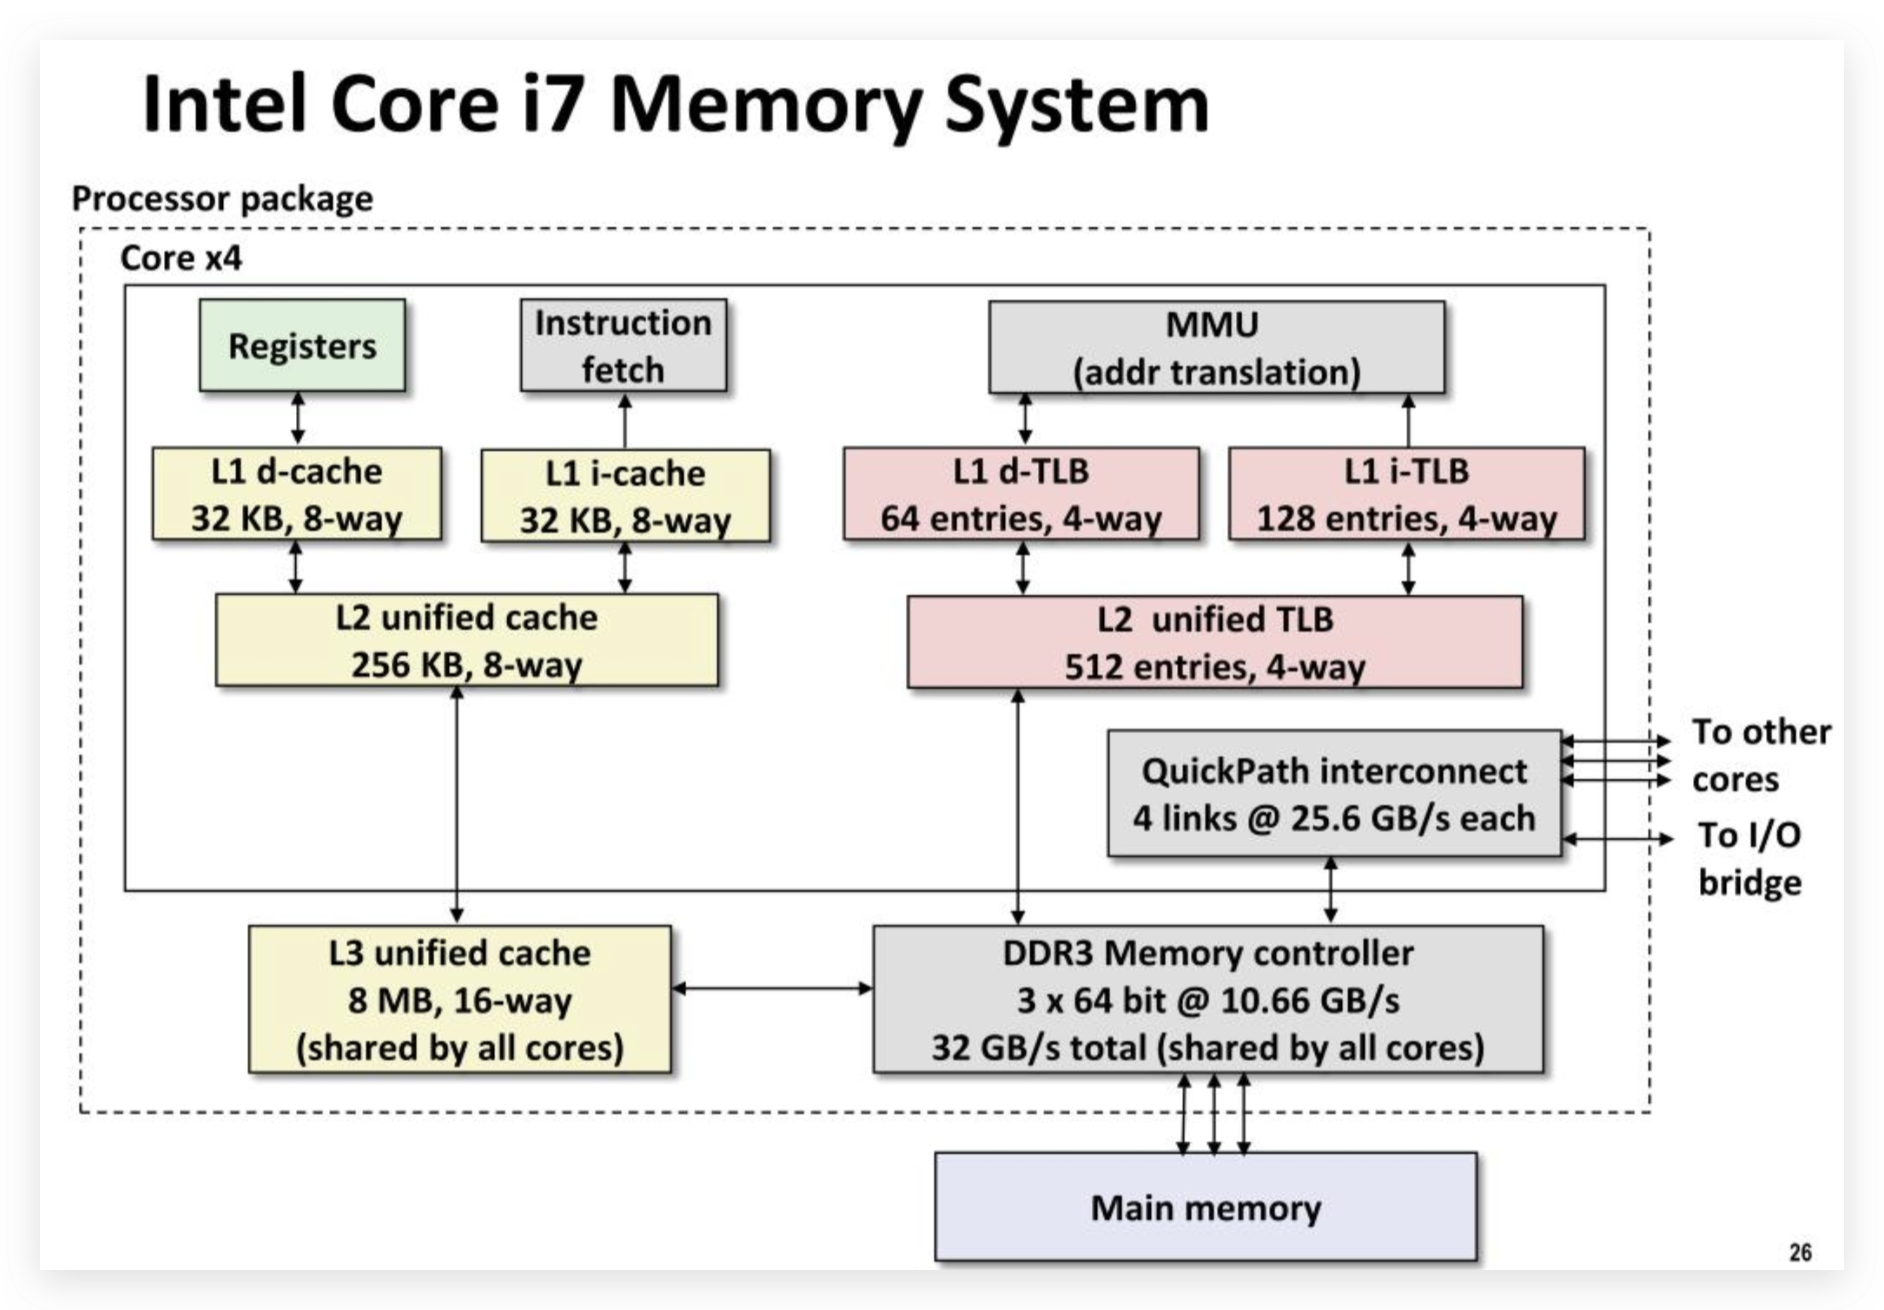 Intel Core i7 Memory System
Processor package
Core x4
Registers
Instruction
fetch
MMU
(addr translation)
L1 d-cache
32 KB, 8-way
L1 i-cache
32 KB, 8-way
L1 d-TLB
64 entries, 4-way
L1 i-TLB
128 entries, 4-way
L2 unified cache
256 KB, 8-way
L2  unified TLB
512 entries, 4-way
QuickPath interconnect
4 links @ 25.6 GB/s each
To other
cores
To I/O
bridge
L3 unified cache
8 MB, 16-way
(shared by all cores)
DDR3 Memory controller
3 x 64 bit @ 10.66 GB/s
32 GB/s total (shared by all cores)
Main memory
26